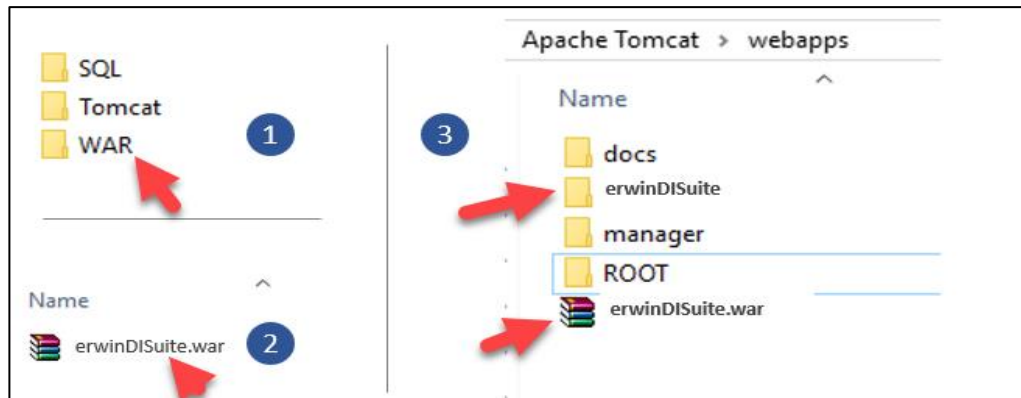 SQL
Tomcat
WAR
1
Name
erwinDISuite.war
2
3
Apache Tomcat > webapps
Name
docs
erwinDISuite
manager
ROOT
erwinDISuite.war